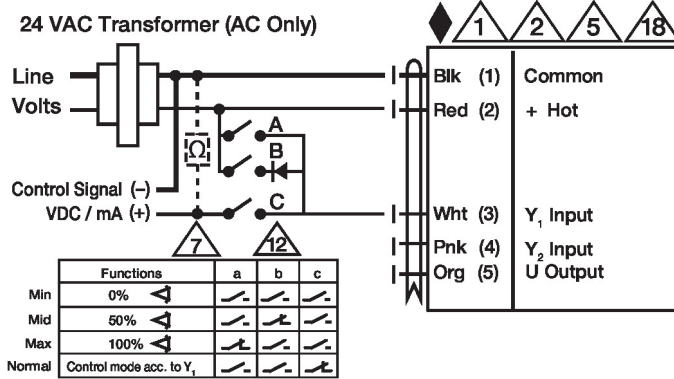 24 VAC Transformer (AC Only)
1 2 5 18
Line
Volts
Blk (1) Common
Red (2) + Hot
A
B
C
Ω
Control Signal (−)
VDC / mA (+)
Wht (3) Y1 Input
Pnk (4) Y2 Input
Org (5) U Output
7
12
Functions a b c
Min 0%
Mid 50%
Max 100%
Normal Control mode acc. to Y1